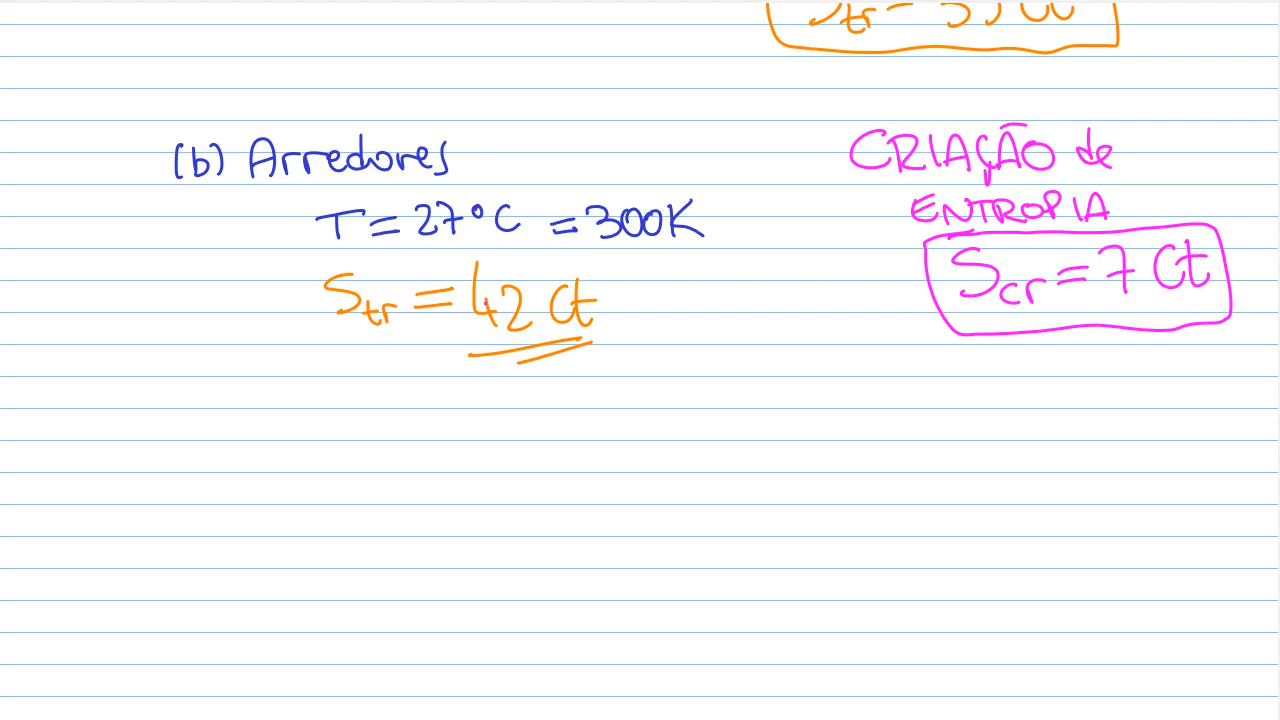 (b) Arredores
T = 27°C = 300K
Str = 42 Ct
CRIAÇÃO de
ENTROPIA
Scr = 7 Ct